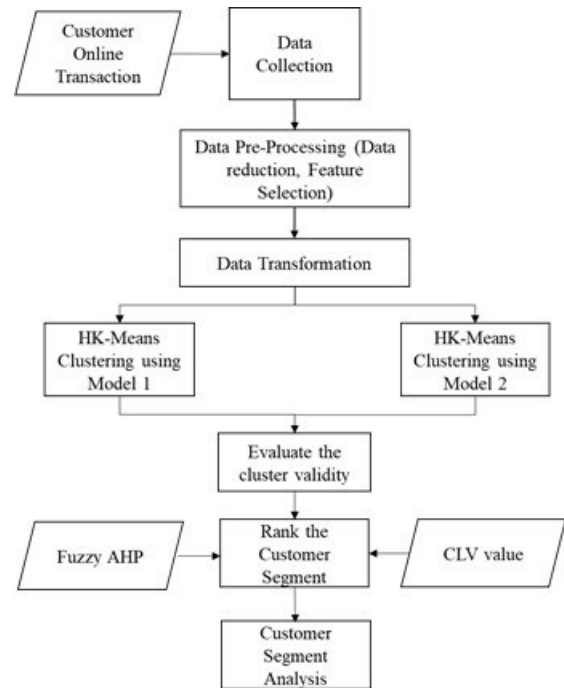 Customer
Online
Transaction
Data
Collection
Data Pre-Processing (Data
reduction, Feature
Selection)
Data Transformation
HK-Means
Clustering using
Model 1
HK-Means
Clustering using
Model 2
Evaluate the
cluster validity
Fuzzy AHP
Rank the
Customer
Segment
CLV value
Customer
Segment
Analysis